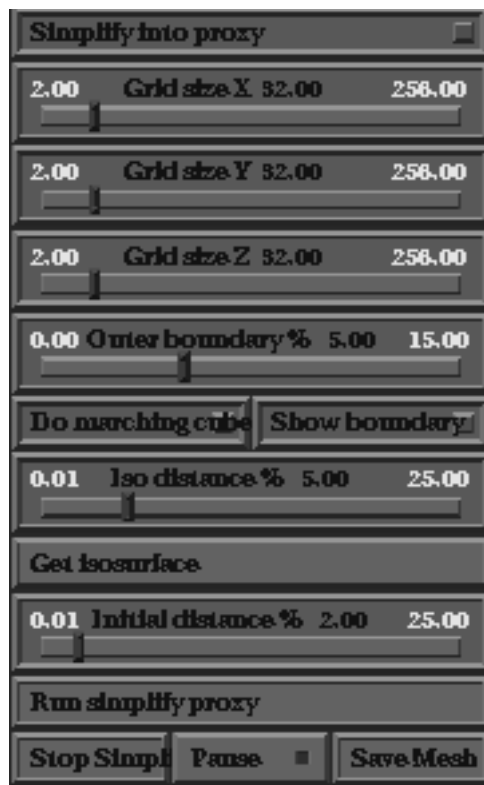 Simplify into proxy
2.00 Grid size X 32.00 256.00
2.00 Grid size Y 32.00 256.00
2.00 Grid size Z 32.00 256.00
0.00 Outer boundary % 5.00 15.00
Do marching cube Show boundary
0.01 Iso distance % 5.00 25.00
Get isosurface
0.01 Initial distance % 2.00 25.00
Run simplify proxy
Stop Simpl Pause Save Mesh